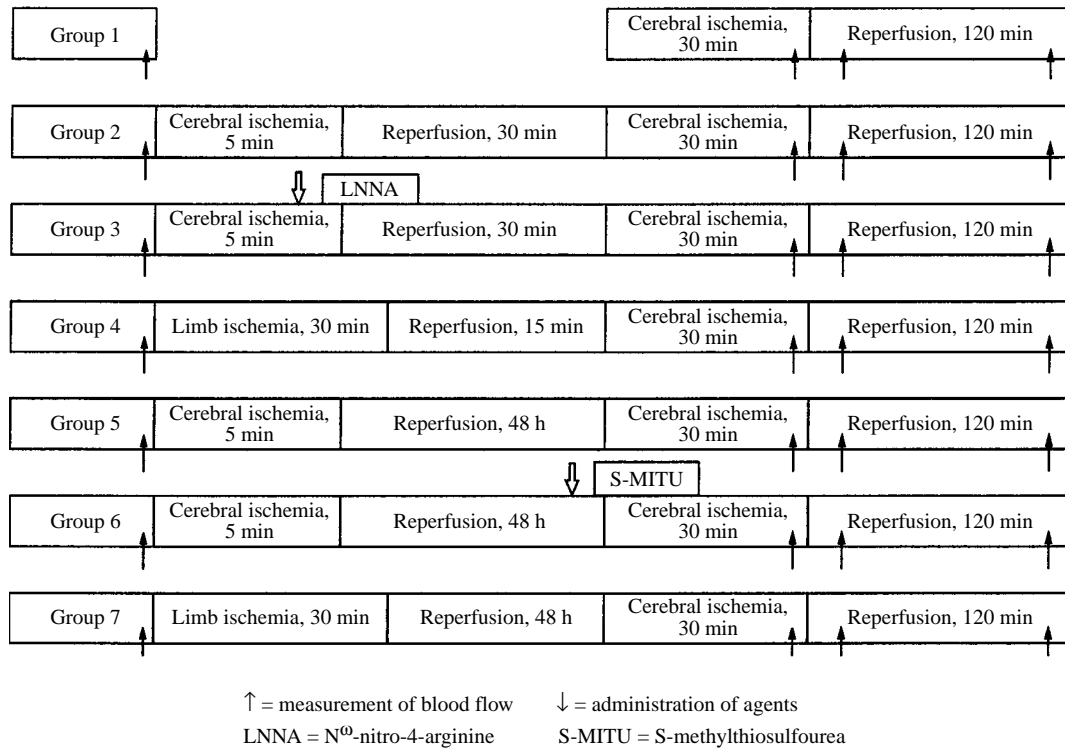 Group 1
Cerebral ischemia,
30 min
Reperfusion, 120 min
Group 2
Cerebral ischemia,
5 min
Reperfusion, 30 min
Cerebral ischemia,
30 min
Reperfusion, 120 min
LNNA
Group 3
Cerebral ischemia,
5 min
Reperfusion, 30 min
Cerebral ischemia,
30 min
Reperfusion, 120 min
Group 4
Limb ischemia, 30 min
Reperfusion, 15 min
Cerebral ischemia,
30 min
Reperfusion, 120 min
Group 5
Cerebral ischemia,
5 min
Reperfusion, 48 h
Cerebral ischemia,
30 min
Reperfusion, 120 min
S-MITU
Group 6
Cerebral ischemia,
5 min
Reperfusion, 48 h
Cerebral ischemia,
30 min
Reperfusion, 120 min
Group 7
Limb ischemia, 30 min
Reperfusion, 48 h
Cerebral ischemia,
30 min
Reperfusion, 120 min
↑ = measurement of blood flow ↓ = administration of agents
LNNA = N^ω-nitro-4-arginine S-MITU = S-methylthiosulfourea